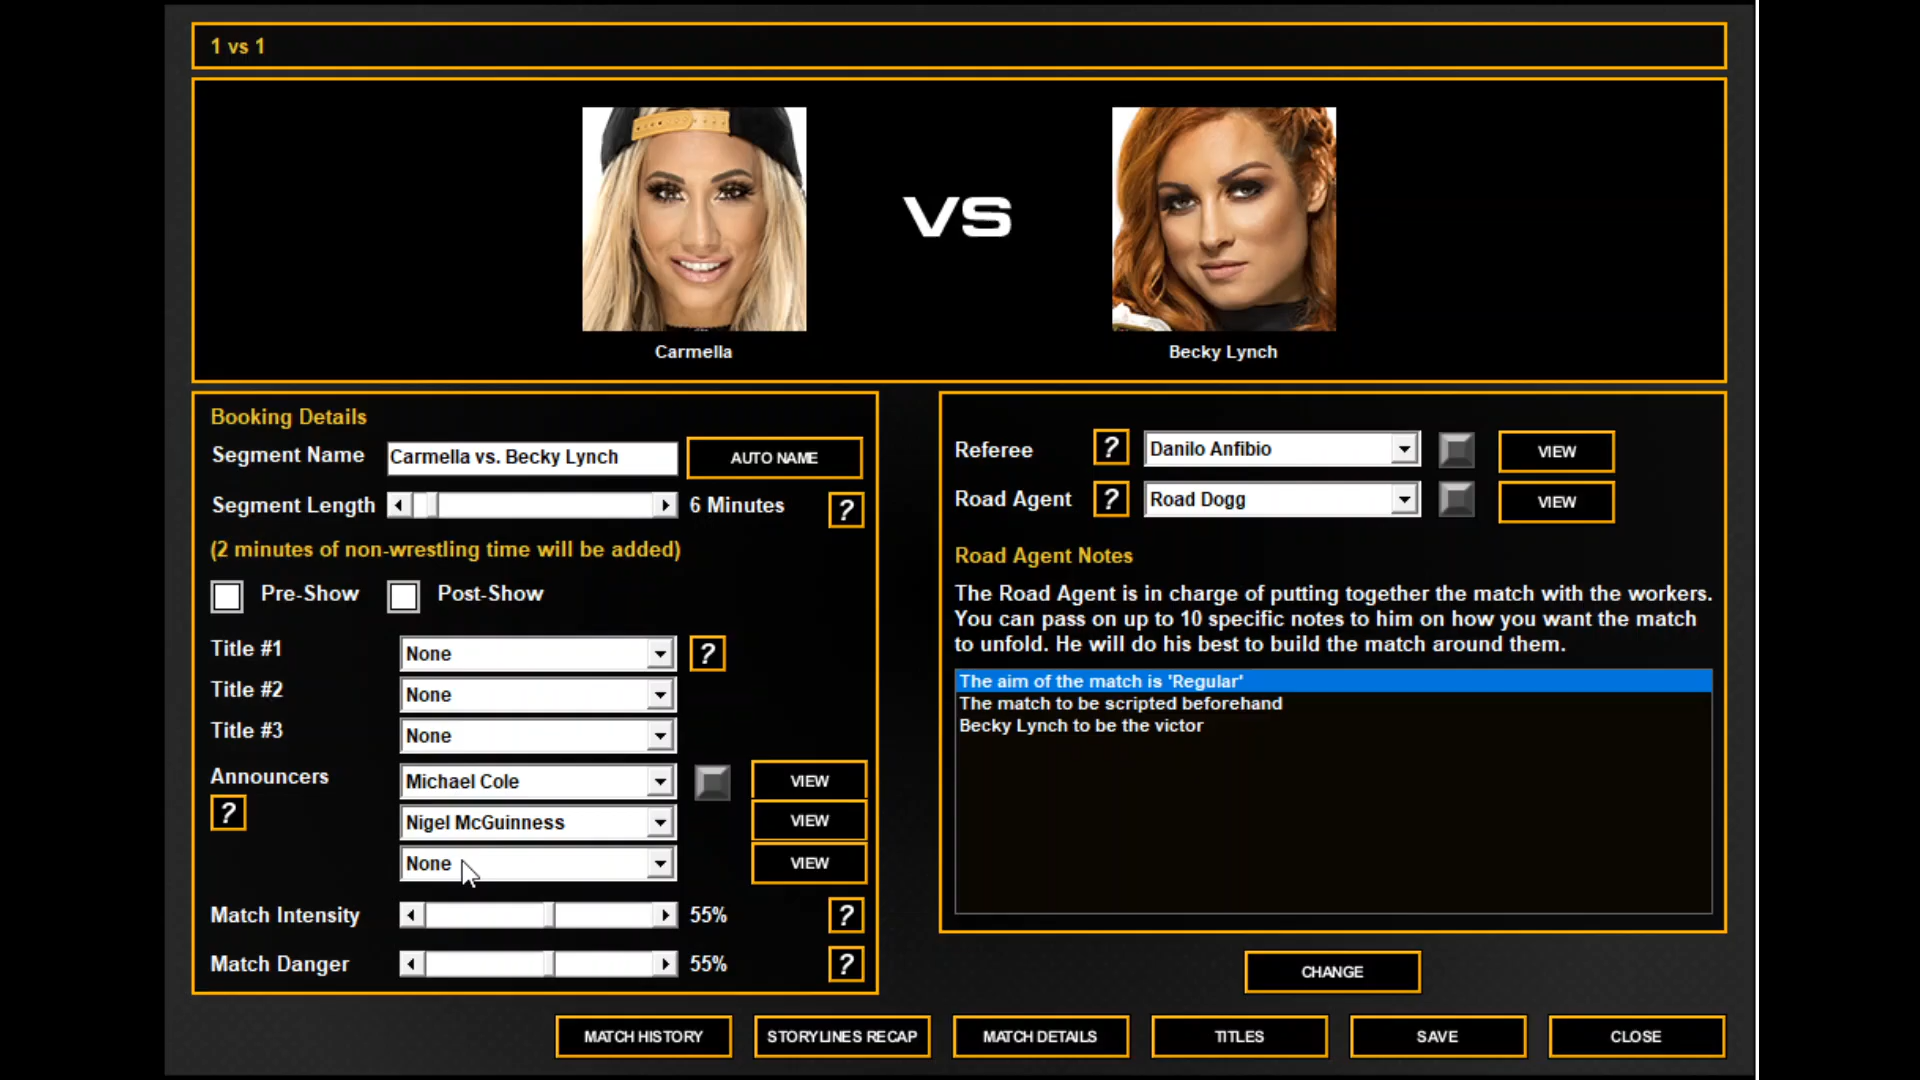 1 vs 1
VS
Carmella
Becky Lynch
Booking Details
Segment Name
Carmella vs. Becky Lynch
AUTO NAME
Segment Length
6 Minutes
?
(2 minutes of non-wrestling time will be added)
Pre-Show
Post-Show
Title #1
None
?
Title #2
None
Title #3
None
Announcers
Michael Cole
VIEW
?
Nigel McGuinness
VIEW
None
VIEW
Match Intensity
55%
?
Match Danger
55%
?
Referee
?
Danilo Anfibio
VIEW
Road Agent
?
Road Dogg
VIEW
Road Agent Notes
The Road Agent is in charge of putting together the match with the workers.
You can pass on up to 10 specific notes to him on how you want the match
to unfold. He will do his best to build the match around them.
The aim of the match is 'Regular'
The match to be scripted beforehand
Becky Lynch to be the victor
CHANGE
MATCH HISTORY
STORYLINES RECAP
MATCH DETAILS
TITLES
SAVE
CLOSE